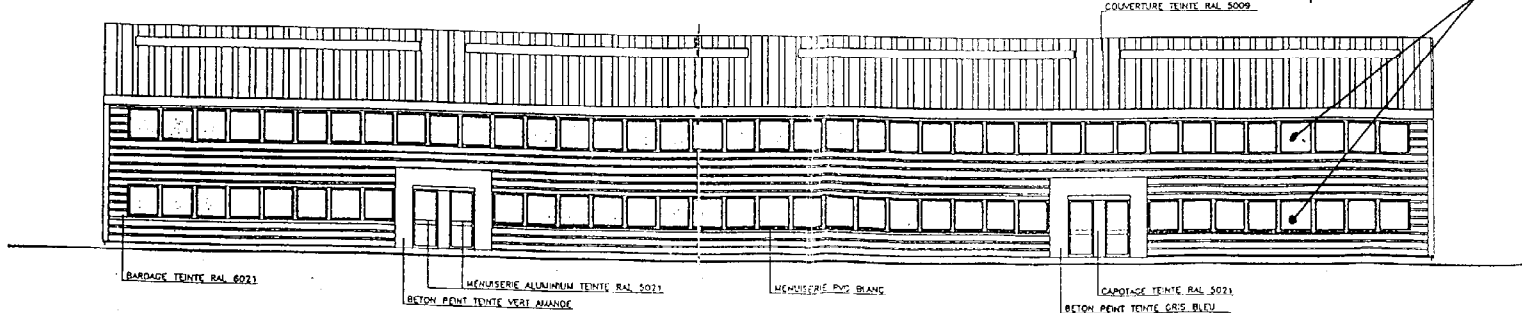 COUVERTURE TEINTE RAL 5009
BARDAGE TEINTE RAL 6021
MENUISERIE ALUMINIUM TEINTE RAL 5021
BETON PEINT TEINTE VERT AMANDE
MENUISERIE PVC BLANC
CAPOTAGE TEINTE RAL 5021
BETON PEINT TEINTE GRIS BLEU